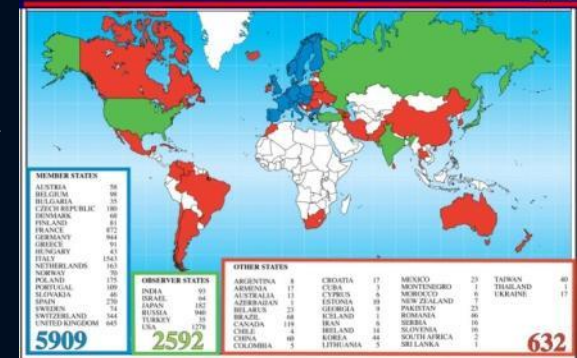 MEMBER STATES
AUSTRIA 58
BELGIUM 98
BULGARIA 35
CZECH REPUBLIC 180
DENMARK 68
FINLAND 81
FRANCE 872
GERMANY 944
GREECE 91
HUNGARY 43
ITALY 1543
NETHERLANDS 163
NORWAY 70
POLAND 175
PORTUGAL 109
SLOVAKIA 46
SPAIN 270
SWEDEN 74
SWITZERLAND 344
UNITED KINGDOM 645
5909
OBSERVER STATES
INDIA 93
ISRAEL 64
JAPAN 182
RUSSIA 940
TURKEY 35
USA 1278
2592
OTHER STATES
ARGENTINA 8
ARMENIA 17
AUSTRALIA 13
AZERBAIJAN 1
BELARUS 23
BRAZIL 68
CANADA 119
CHILE 4
CHINA 60
COLOMBIA 5
CROATIA 17
CUBA 3
CYPRUS 6
ESTONIA 10
GEORGIA 9
ICELAND 1
IRAN 6
IRELAND 14
KOREA 44
LITHUANIA 5
MEXICO 23
MONTENEGRO 1
MOROCCO 6
NEW ZEALAND 7
PAKISTAN 23
ROMANIA 46
SERBIA 16
SLOVENIA 16
SOUTH AFRICA 2
SRI LANKA 1
TAIWAN 40
THAILAND 1
UKRAINE 17
632